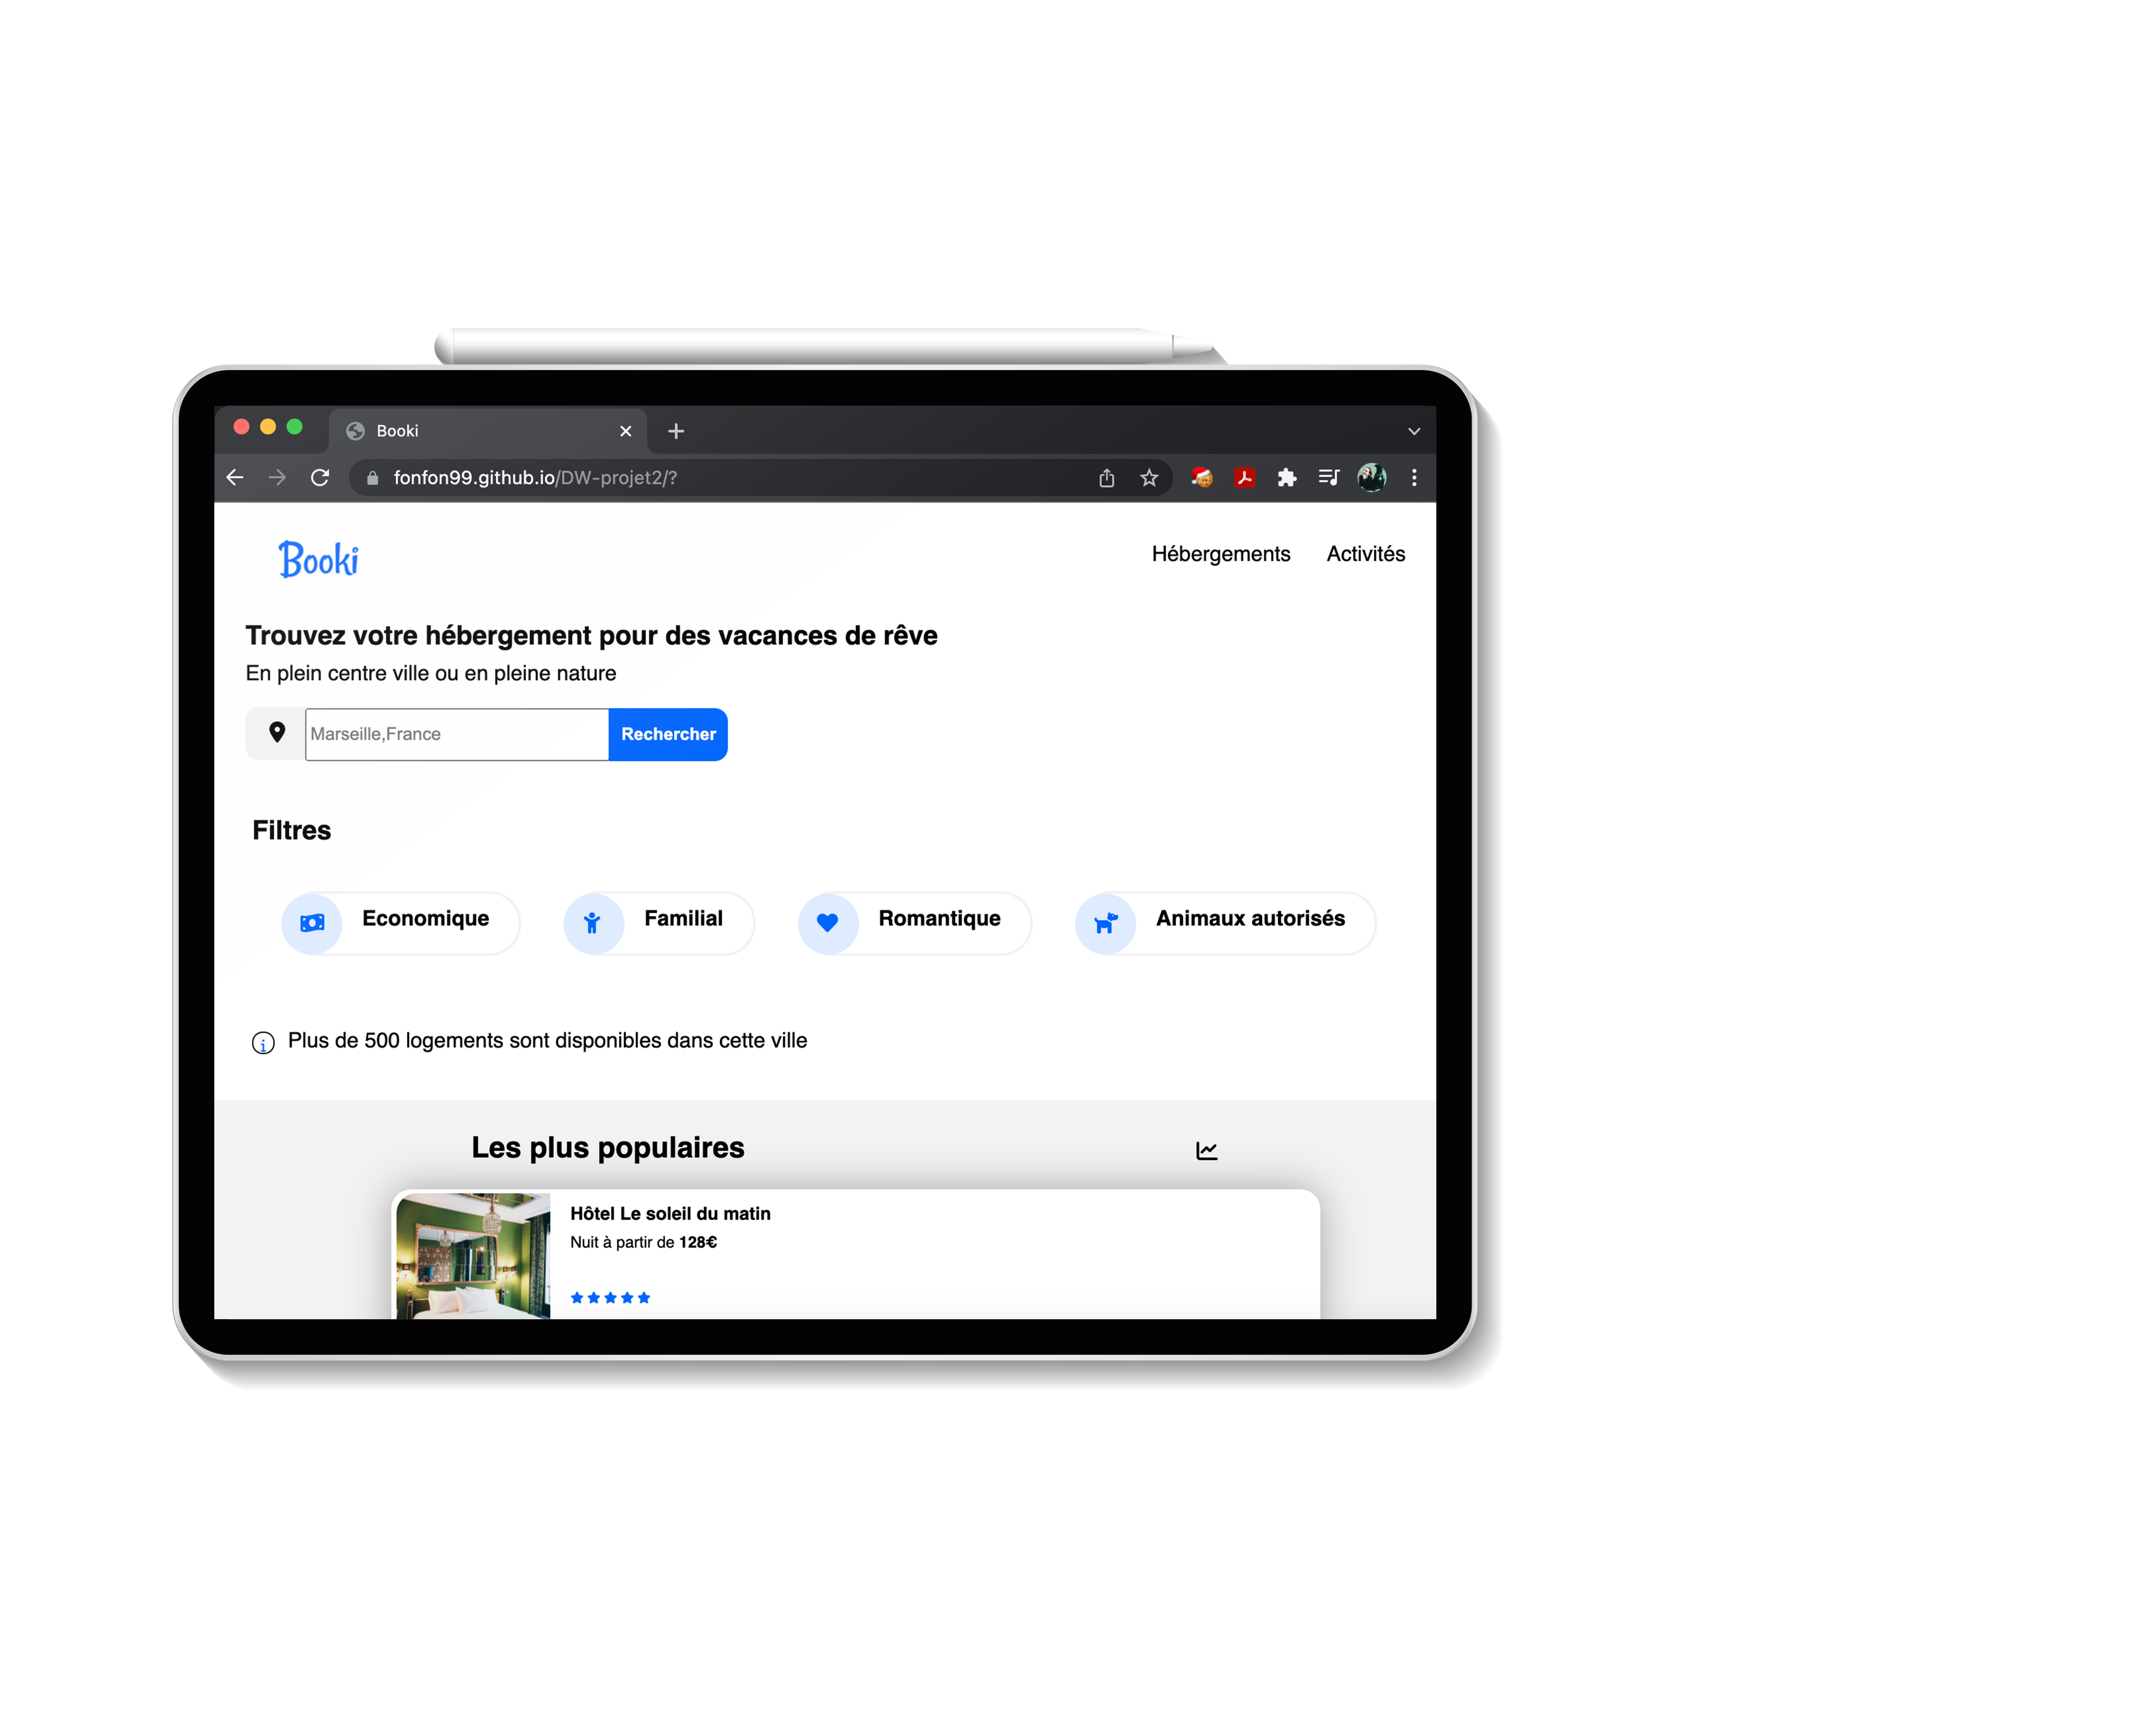 Booki
fonfon99.github.io/DW-projet2/?
Booki
Hébergements Activités
Trouvez votre hébergement pour des vacances de rêve
En plein centre ville ou en pleine nature
Marseille,France Rechercher
Filtres
Economique Familial Romantique Animaux autorisés
Plus de 500 logements sont disponibles dans cette ville
Les plus populaires
Hôtel Le soleil du matin
Nuit à partir de 128€